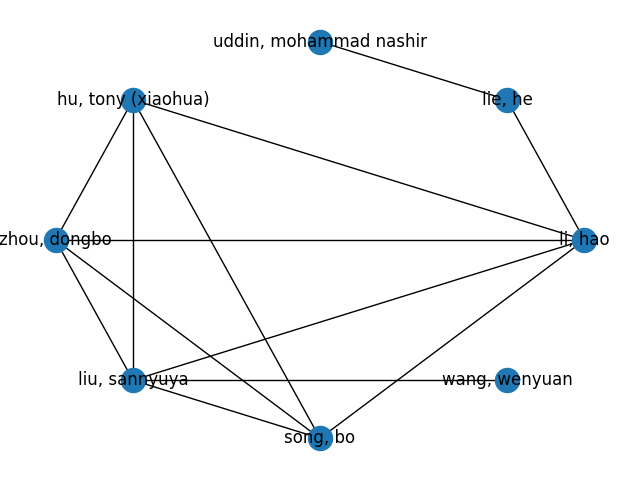 uddin, mohammad nashir
hu, tony (xiaohua)
lie, he
zhou, dongbo
li, hao
liu, sannyuya
wang, wenyuan
song, bo